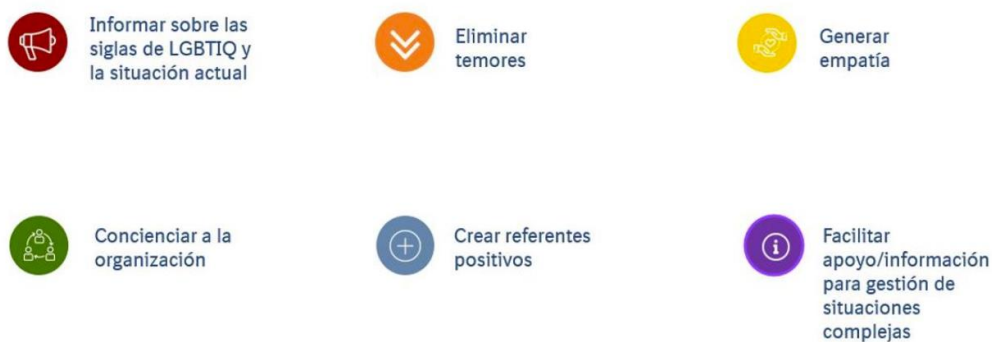 Informar sobre las
siglas de LGBTIQ y
la situación actual
Eliminar
temores
Generar
empatía
Concienciar a la
organización
Crear referentes
positivos
Facilitar
apoyo/información
para gestión de
situaciones
complejas